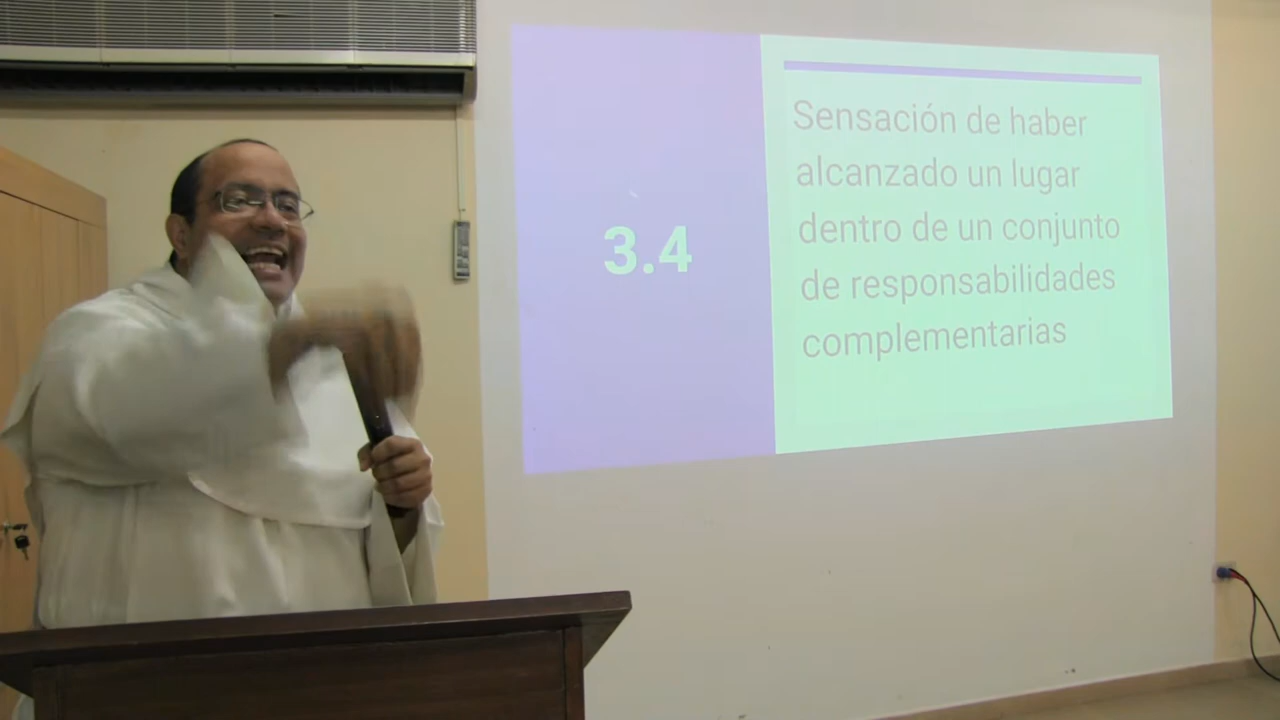 3.4
Sensación de haber
alcanzado un lugar
dentro de un conjunto
de responsabilidades
complementarias